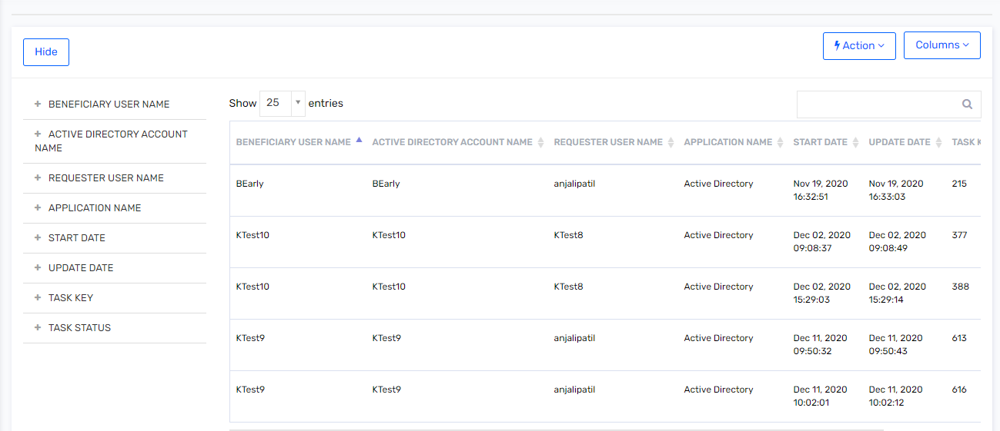 Hide
Action
Columns
BENEFICIARY USER NAME
ACTIVE DIRECTORY ACCOUNT
NAME
REQUESTER USER NAME
APPLICATION NAME
START DATE
UPDATE DATE
TASK KEY
TASK STATUS
Show 25 entries
BENEFICIARY USER NAME ACTIVE DIRECTORY ACCOUNT NAME REQUESTER USER NAME APPLICATION NAME START DATE UPDATE DATE TASK K
BEarly BEarly anjalipatil Active Directory Nov 19, 2020 Nov 19, 2020 215
16:32:51 16:33:03
KTest10 KTest10 KTest8 Active Directory Dec 02, 2020 Dec 02, 2020 377
09:08:37 09:08:49
KTest10 KTest10 KTest8 Active Directory Dec 02, 2020 Dec 02, 2020 388
15:29:03 15:29:14
KTest9 KTest9 anjalipatil Active Directory Dec 11, 2020 Dec 11, 2020 613
09:50:32 09:50:43
KTest9 KTest9 anjalipatil Active Directory Dec 11, 2020 Dec 11, 2020 616
10:02:01 10:02:12